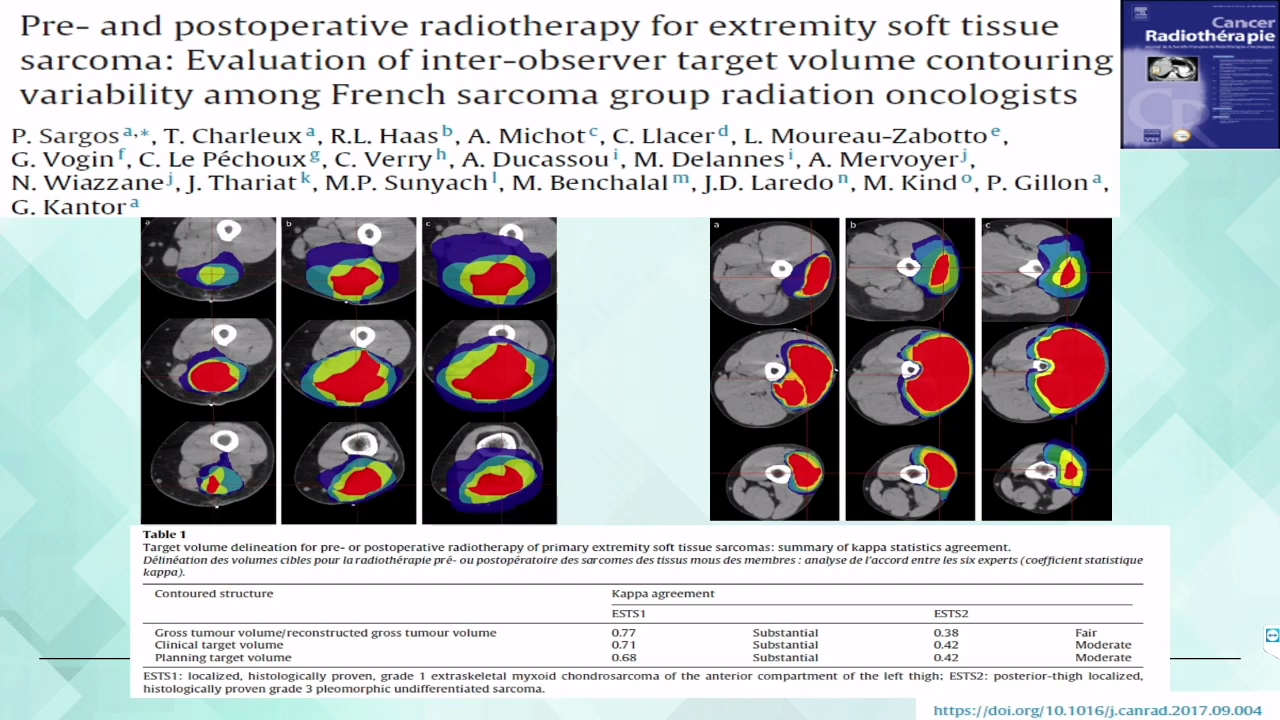 Pre- and postoperative radiotherapy for extremity soft tissue
sarcoma: Evaluation of inter-observer target volume contouring
variability among French sarcoma group radiation oncologists
P. Sargos a,*, T. Charleux a, R.L. Haas b, A. Michot c, C. Llacer d, L. Moureau-Zabotto e,
G. Vogin f, C. Le Péchoux g, C. Verry h, A. Ducassou i, M. Delannes i, A. Mervoyer j,
N. Wiazzane j, J. Thariat k, M.P. Sunyach l, M. Benchalal m, J.D. Laredo n, M. Kind o, P. Gillon a,
G. Kantor a
Cancer
Radiothérapie
a
b
c
a
b
c
Table 1
Target volume delineation for pre- or postoperative radiotherapy of primary extremity soft tissue sarcomas: summary of kappa statistics agreement.
Délinéation des volumes cibles pour la radiothérapie pré- ou postopératoire des sarcomes des tissus mous des membres : analyse de l'accord entre les six experts (coefficient statistique
kappa).
Contoured structure Kappa agreement
ESTS1 ESTS2
Gross tumour volume/reconstructed gross tumour volume 0.77 Substantial 0.38 Fair
Clinical target volume 0.71 Substantial 0.42 Moderate
Planning target volume 0.68 Substantial 0.42 Moderate
ESTS1: localized, histologically proven, grade 1 extraskeletal myxoid chondrosarcoma of the anterior compartment of the left thigh; ESTS2: posterior-thigh localized,
histologically proven grade 3 pleomorphic undifferentiated sarcoma.
https://doi.org/10.1016/j.canrad.2017.09.004